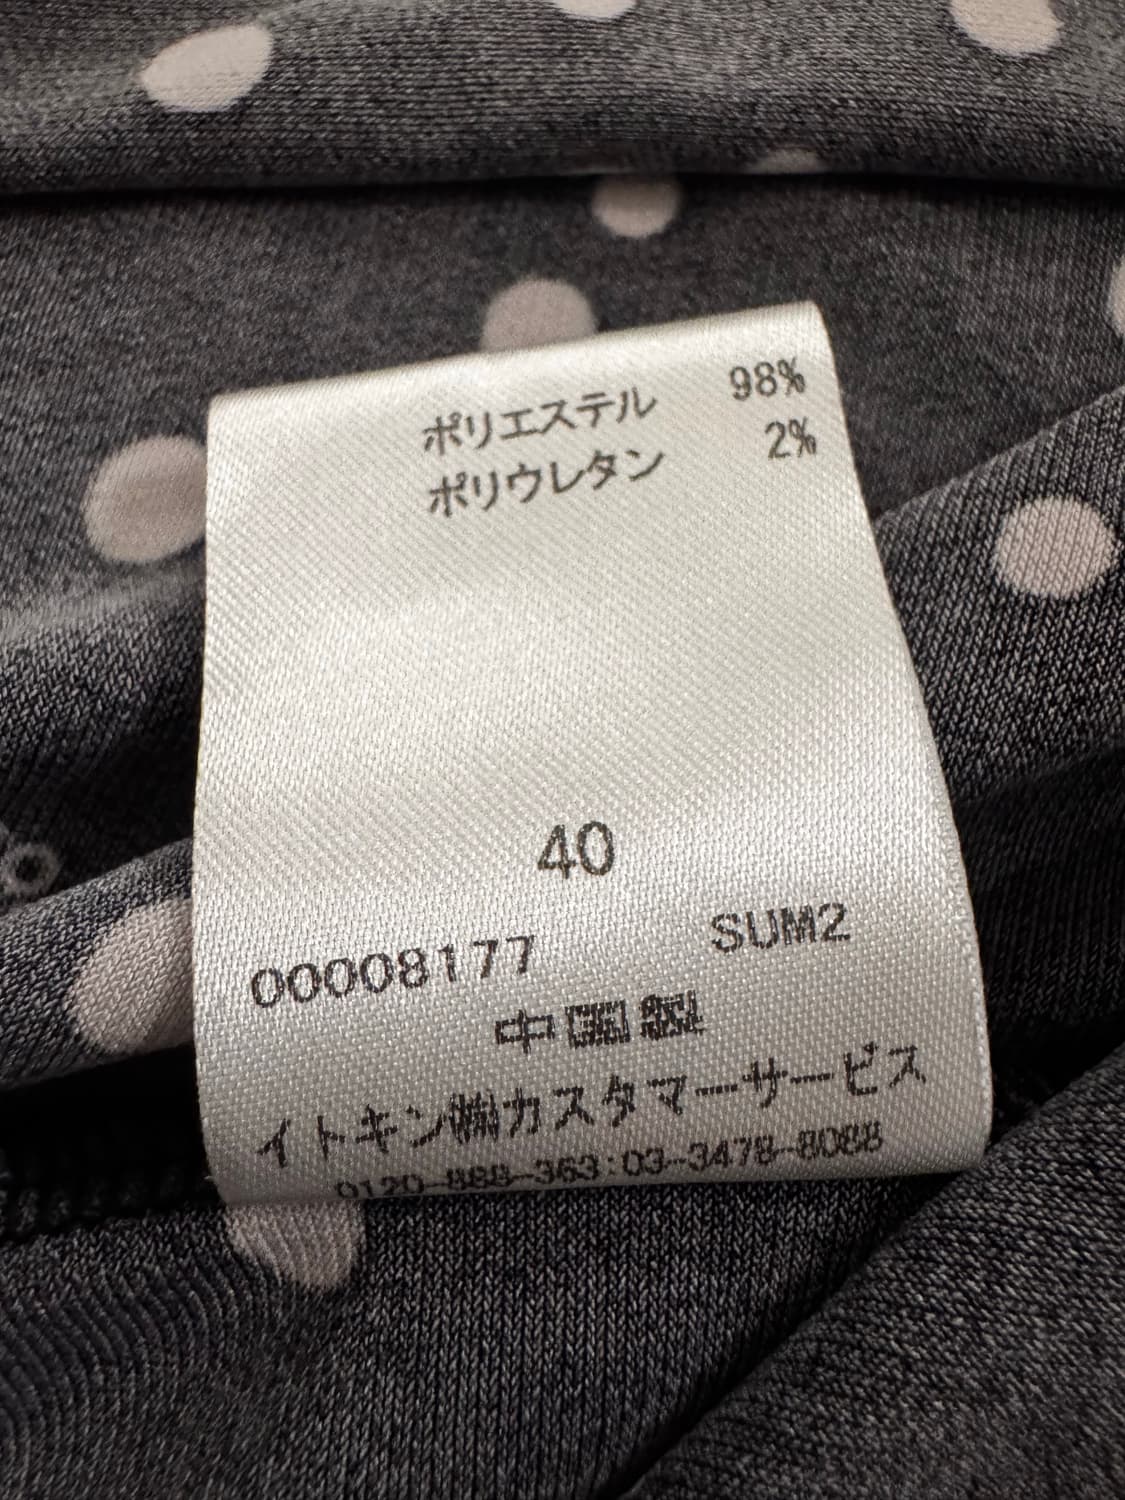 ポリエステル 98%
ポリウレタン 2%
40
00008177 SUM2
中国製
イトキン㈱カスタマーサービス
0120-888-363:03-3478-8088